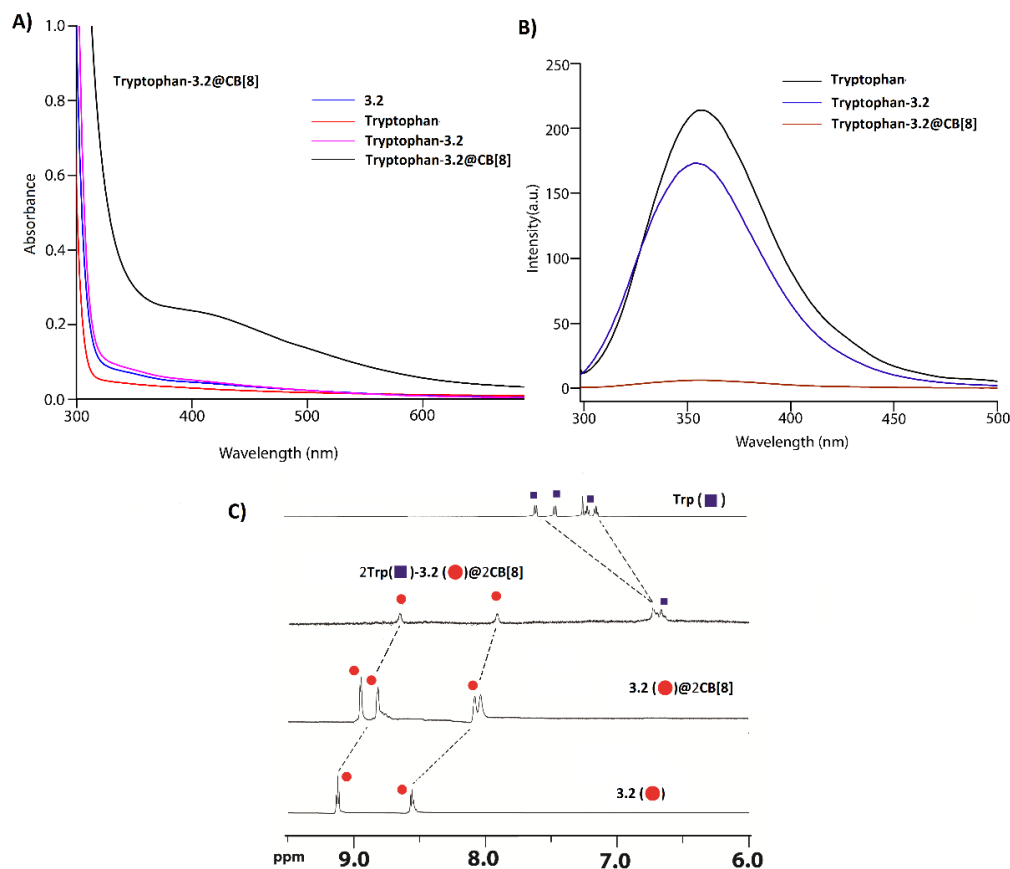 A)
1.0
0.8
0.6
0.4
0.2
0.0
Absorbance
300
400
500
600
Wavelength (nm)
Tryptophan-3.2@CB[8]
3.2
Tryptophan
Tryptophan-3.2
Tryptophan-3.2@CB[8]
B)
250
200
150
100
50
0
Intensity(a.u.)
300
350
400
450
500
Wavelength (nm)
Tryptophan
Tryptophan-3.2
Tryptophan-3.2@CB[8]
C)
Trp (■)
2Trp(■)-3.2 (●)@2CB[8]
3.2 (●)@2CB[8]
3.2 (●)
ppm 9.0 8.0 7.0 6.0